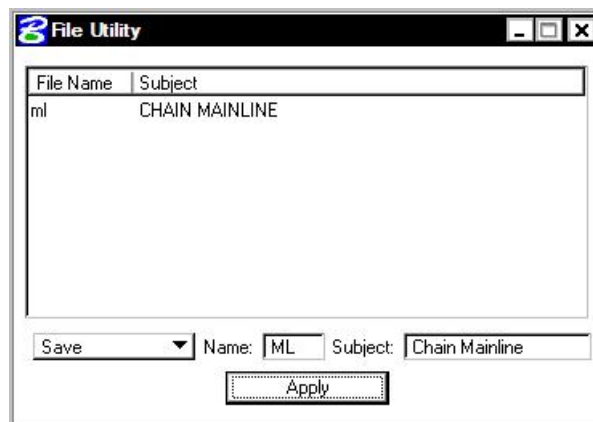 File Utility
File Name Subject
ml CHAIN MAINLINE
Save Name: ML Subject: Chain Mainline
Apply